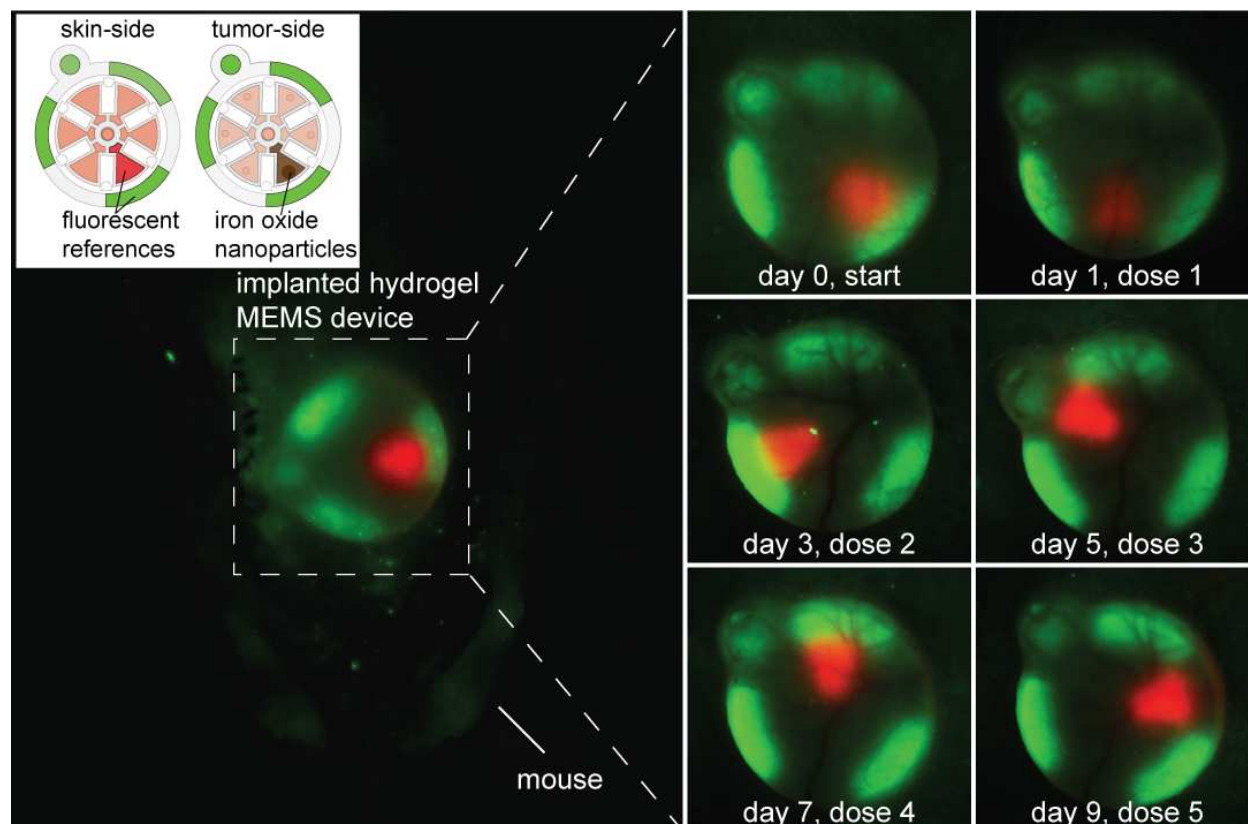 skin-side
tumor-side
fluorescent
references
iron oxide
nanoparticles
implanted hydrogel
MEMS device
mouse
day 0, start
day 1, dose 1
day 3, dose 2
day 5, dose 3
day 7, dose 4
day 9, dose 5